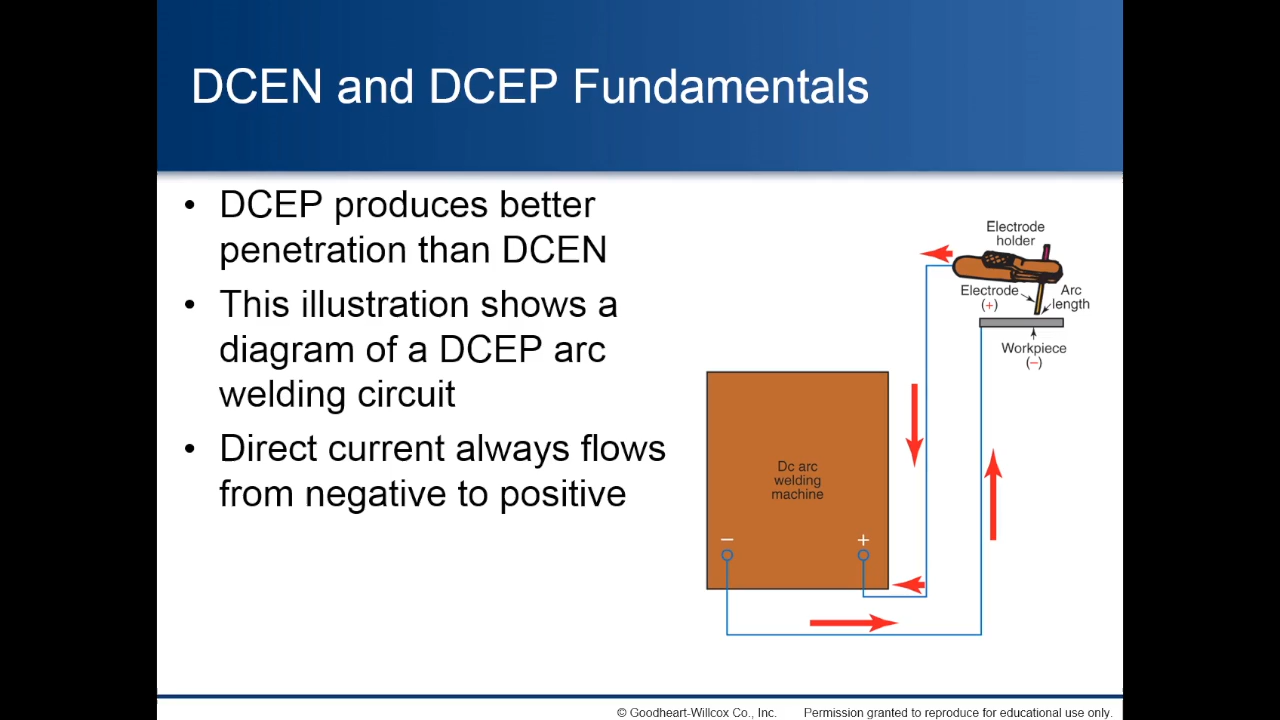 DCEN and DCEP Fundamentals
• DCEP produces better
penetration than DCEN
• This illustration shows a
diagram of a DCEP arc
welding circuit
• Direct current always flows
from negative to positive
Electrode
holder
Electrode
(+)
Arc
length
Workpiece
(−)
Dc arc
welding
machine
− +
© Goodheart-Willcox Co., Inc. Permission granted to reproduce for educational use only.